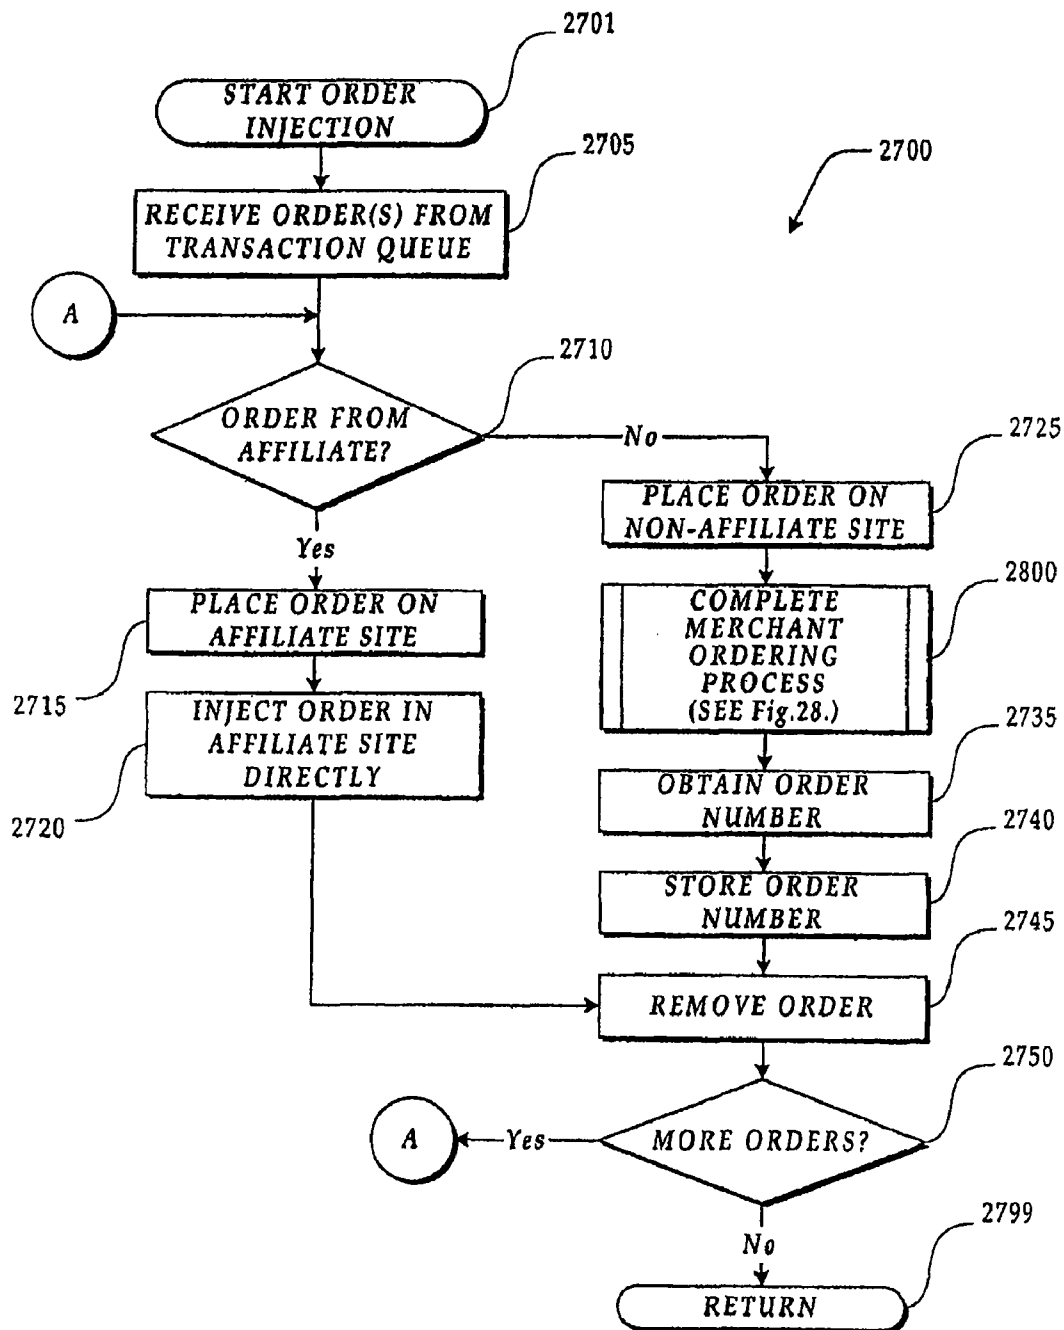 2701
START ORDER
INJECTION
2705
2700
RECEIVE ORDER(S) FROM
TRANSACTION QUEUE
A
2710
ORDER FROM
AFFILIATE?
No
2725
PLACE ORDER ON
NON-AFFILIATE SITE
Yes
2800
PLACE ORDER ON
AFFILIATE SITE
2715
COMPLETE
MERCHANT
ORDERING
PROCESS
(SEE Fig.28.)
INJECT ORDER IN
AFFILIATE SITE
DIRECTLY
2720
2735
OBTAIN ORDER
NUMBER
2740
STORE ORDER
NUMBER
2745
REMOVE ORDER
2750
A
Yes
MORE ORDERS?
No
2799
RETURN